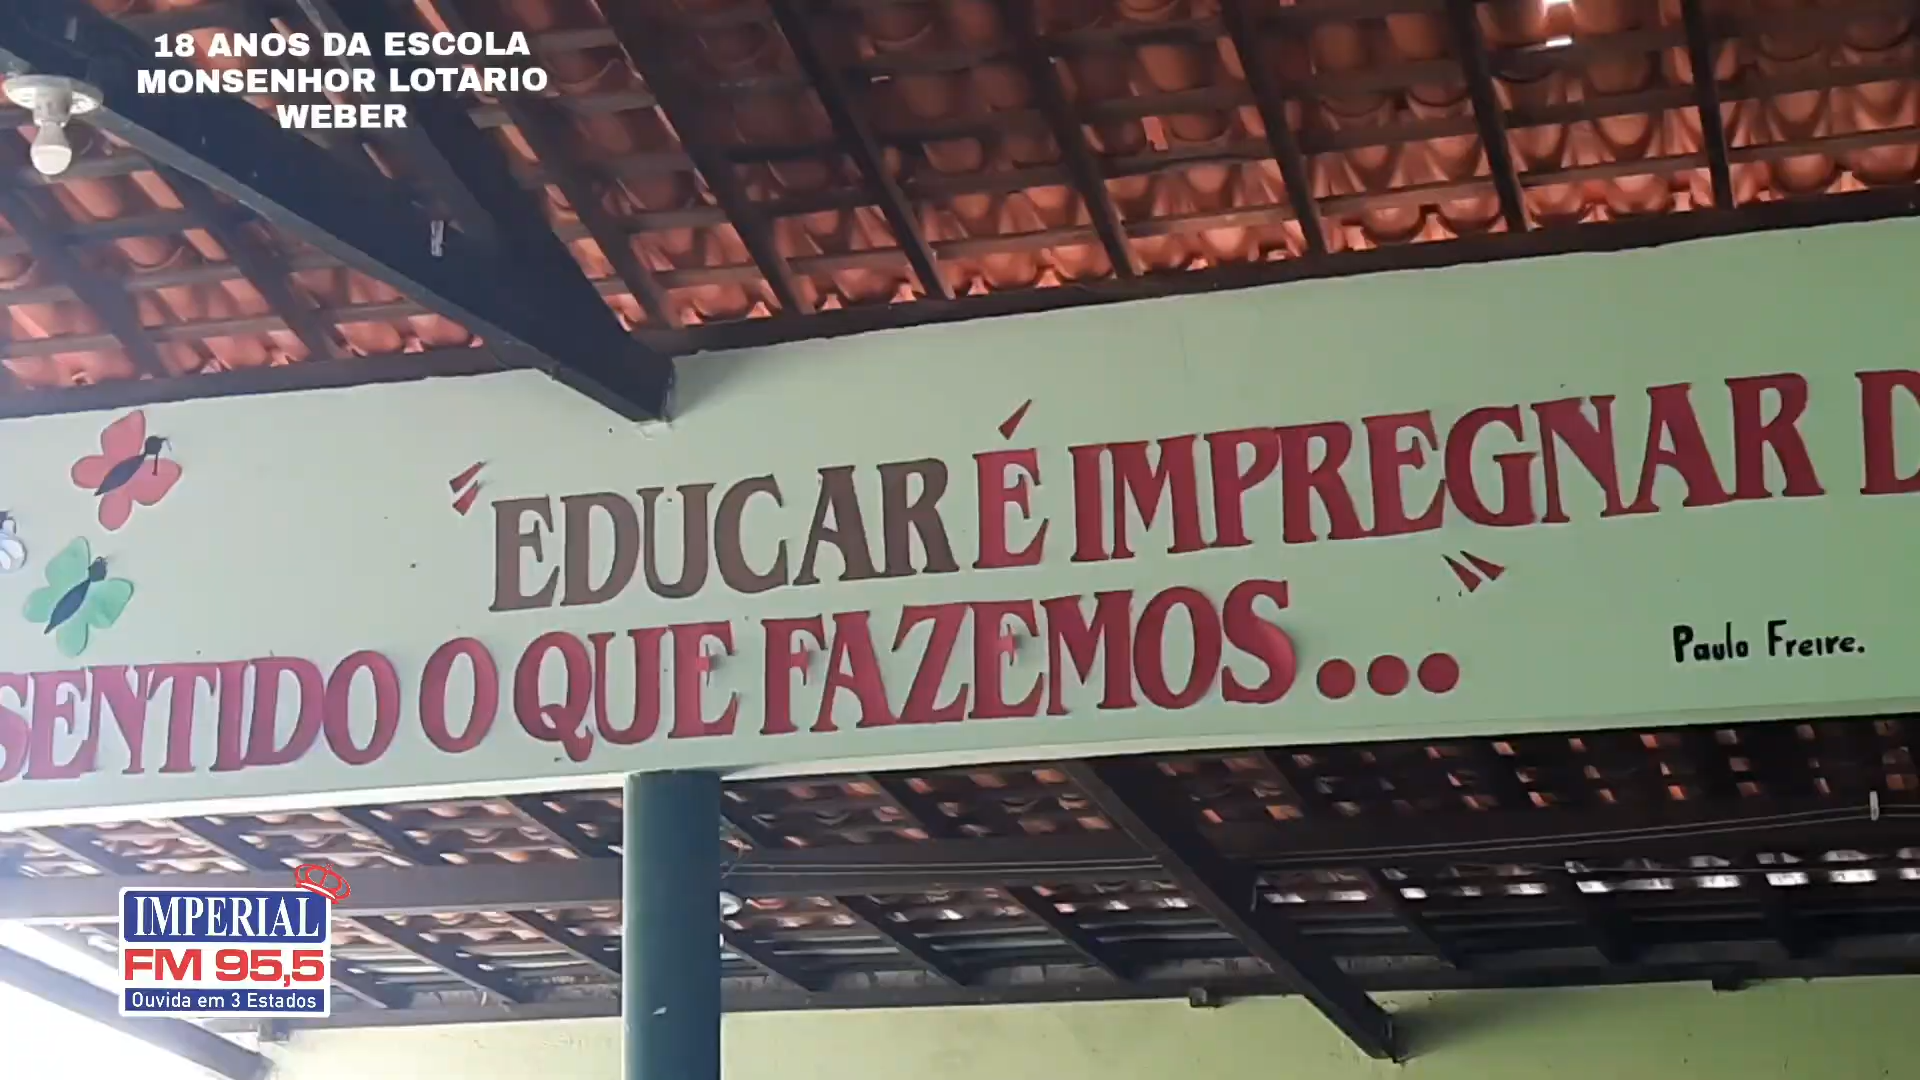 18 ANOS DA ESCOLA
MONSENHOR LOTARIO
WEBER
"EDUCAR É IMPREGNAR D
SENTIDO O QUE FAZEMOS..."
Paulo Freire.
IMPERIAL
FM 95,5
Ouvida em 3 Estados